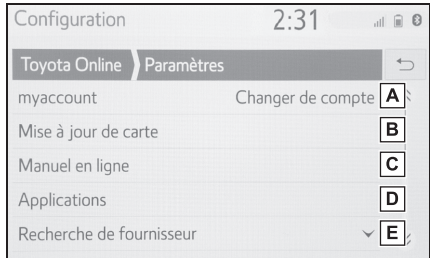 Configuration 2:31
Toyota Online Paramètres
myaccount Changer de compte A
Mise à jour de carte B
Manuel en ligne C
Applications D
Recherche de fournisseur E